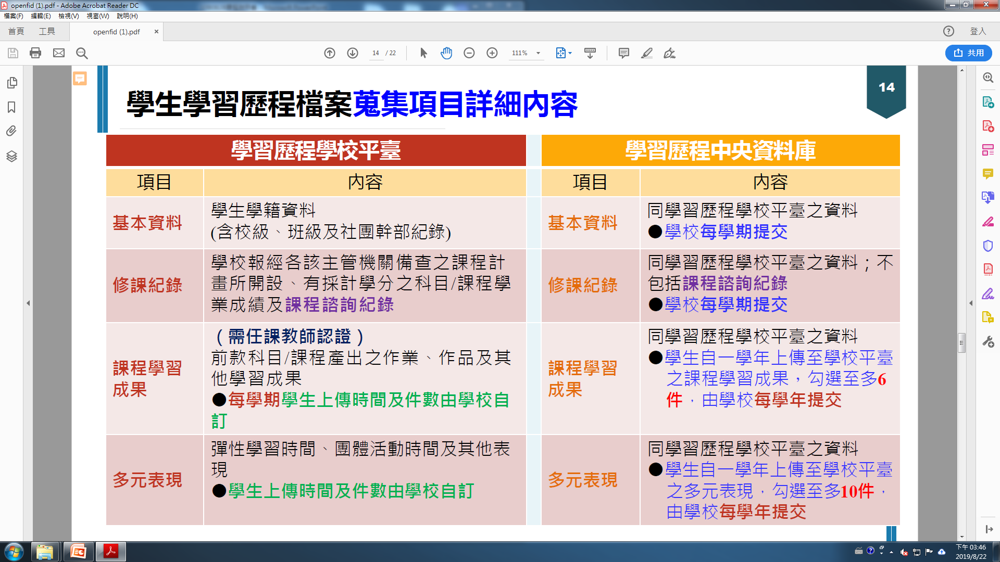 openfid (1).pdf - Adobe Acrobat Reader DC
檔案(F) 編輯(E) 檢視(V) 視窗(W) 說明(H)
首頁 工具 openfid (1).pdf × 登入
14 / 22 111% 共用
14
學生學習歷程檔案蒐集項目詳細內容
學習歷程學校平臺
項目 內容
基本資料
學生學籍資料
(含校級、班級及社團幹部紀錄)
修課紀錄
學校報經各該主管機關備查之課程計
畫所開設、有採計學分之科目/課程學
業成績及課程諮詢紀錄
課程學習
成果
（需任課教師認證）
前款科目/課程產出之作業、作品及其
他學習成果
●每學期學生上傳時間及件數由學校自
訂
多元表現
彈性學習時間、團體活動時間及其他表
現
●學生上傳時間及件數由學校自訂
學習歷程中央資料庫
項目 內容
基本資料
同學習歷程學校平臺之資料
●學校每學期提交
修課紀錄
同學習歷程學校平臺之資料；不
包括課程諮詢紀錄
●學校每學期提交
課程學習
成果
同學習歷程學校平臺之資料
●學生自一學年上傳至學校平臺
之課程學習成果，勾選至多6
件，由學校每學年提交
多元表現
同學習歷程學校平臺之資料
●學生自一學年上傳至學校平臺
之多元表現，勾選至多10件，
由學校每學年提交
下午 03:46
2019/8/22